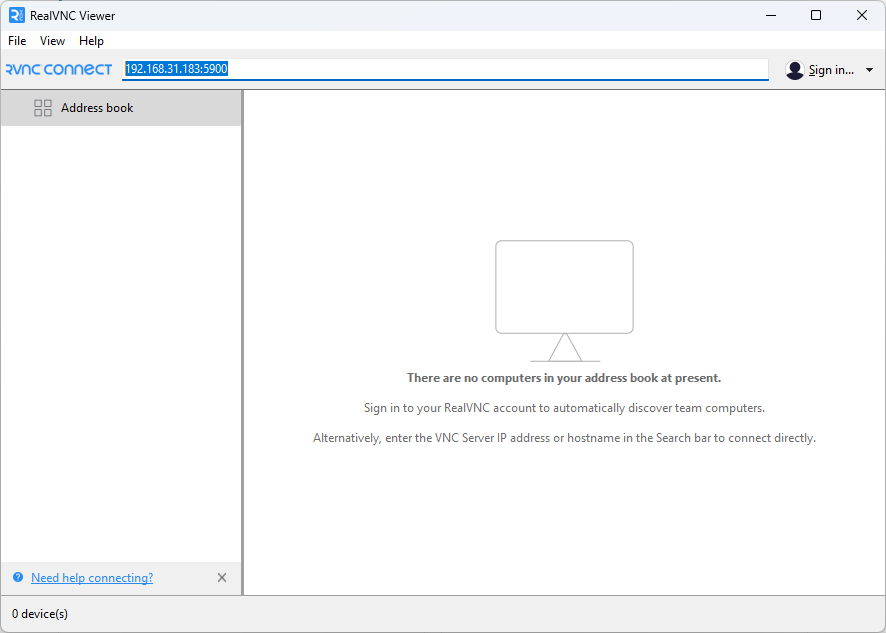 RealVNC Viewer
File View Help
RVNC CONNECT 192.168.31.183:5900 Sign in...
Address book
There are no computers in your address book at present.
Sign in to your RealVNC account to automatically discover team computers.
Alternatively, enter the VNC Server IP address or hostname in the Search bar to connect directly.
? Need help connecting?
0 device(s)